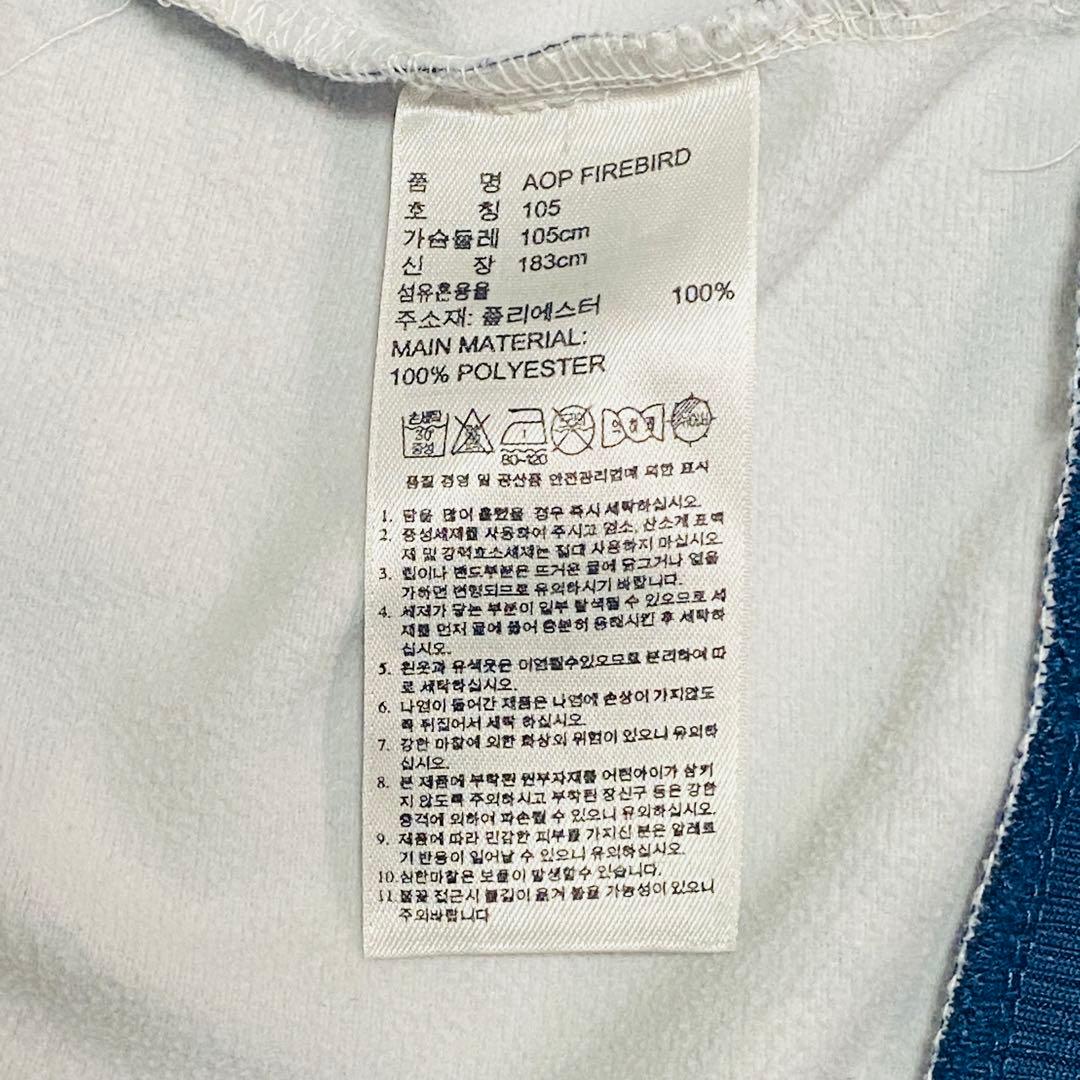 품 명 AOP FIREBIRD
호 칭 105
가슴둘레 105cm
신 장 183cm
섬유혼용율
주소재: 폴리에스터 100%
MAIN MATERIAL:
100% POLYESTER
손세탁
30
중성
80~120
품질 경영 및 공산품 안전관리법에 의한 표시
1. 땀을 많이 흘렸을 경우 즉시 세탁하십시오.
2. 중성세제를 사용하여 주시고 염소, 산소계 표백
제 및 강력효소세제는 절대 사용하지 마십시오
3. 립이나 밴드부분은 뜨거운 물에 담그거나 열을
가하면 변형되므로 유의하시기 바랍니다.
4. 세제가 닿는 부분이 일부 탈색될 수 있으므로 세
제를 먼저 물에 풀어 충분히 용해시킨 후 세탁하
십시오.
5. 흰옷과 유색옷은 이염될수있으므로 분리하여 따
로 세탁하십시오.
6. 나염이 들어간 제품은 나염에 손상이 가지않도
록 뒤집어서 세탁 하십시오.
7. 강한 마찰에 의한 화상의 위험이 있으니 유의하
십시오.
8. 본 제품에 부착된 원부자재를 어린아이가 삼키
지 않도록 주의하시고 부착된 장신구 등은 강한
충격에 의하여 파손될 수 있으니 유의하십시오.
9. 제품에 따라 민감한 피부를 가지신 분은 알레르
기 반응이 일어날 수 있으니 유의하십시오.
10. 심한마찰은 보풀이 발생할수 있습니다.
11. 불꽃 접근시 불길이 옮겨 붙을 가능성이 있으니
주의바랍니다